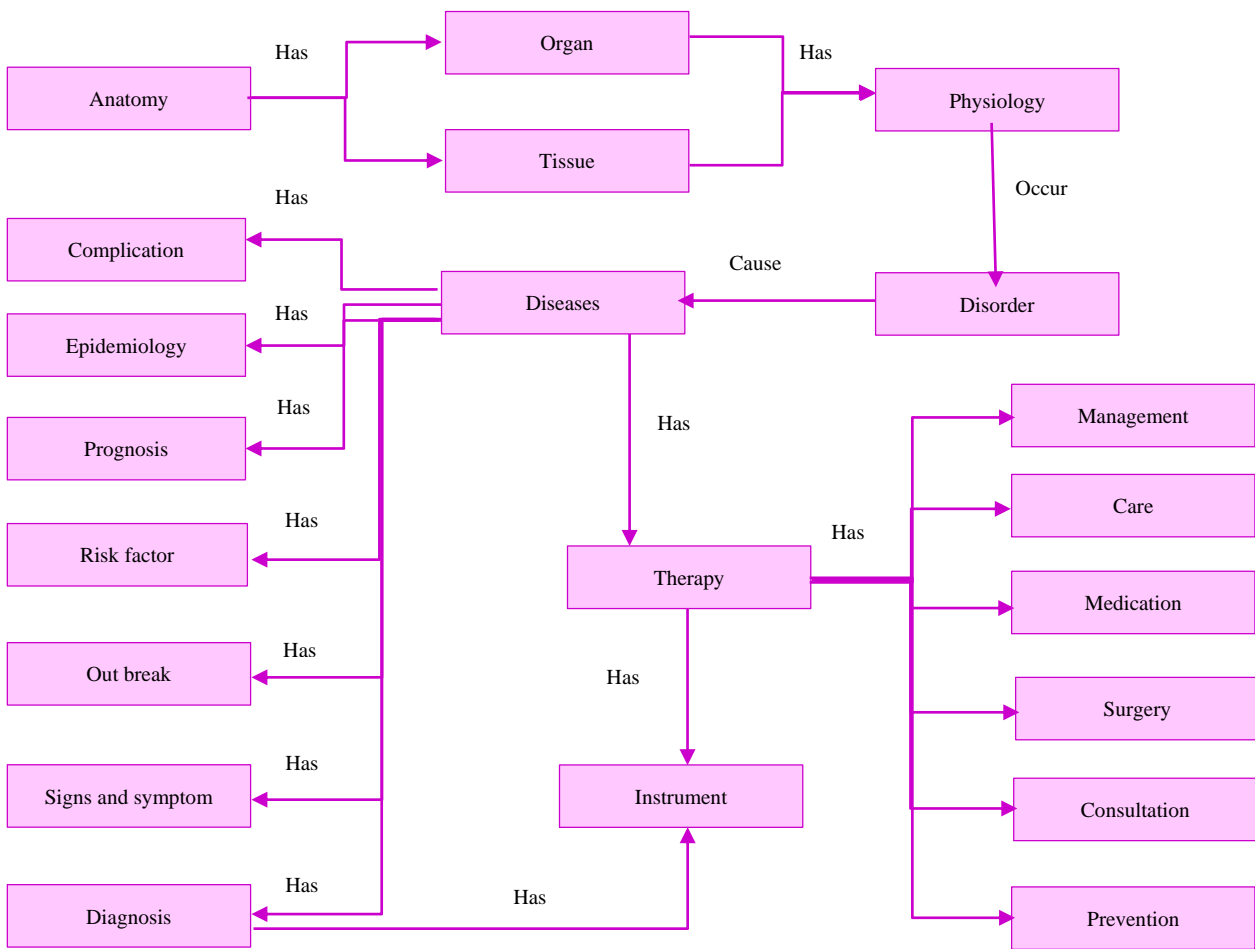 Organ
Has
Has
Anatomy
Physiology
Tissue
Has
Occur
Complication
Cause
Diseases
Disorder
Has
Epidemiology
Has
Has
Management
Prognosis
Care
Has
Has
Risk factor
Therapy
Medication
Has
Out break
Has
Surgery
Has
Signs and symptom
Instrument
Consultation
Has
Has
Diagnosis
Prevention